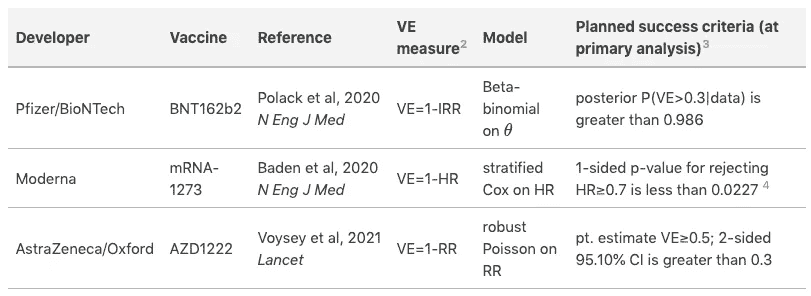 Developer Vaccine Reference VE measure2 Model Planned success criteria (at primary analysis)3
Pfizer/BioNTech BNT162b2 Polack et al, 2020 N Eng J Med VE=1-IRR Beta-binomial on θ posterior P(VE>0.3|data) is greater than 0.986
Moderna mRNA-1273 Baden et al, 2020 N Eng J Med VE=1-HR stratified Cox on HR 1-sided p-value for rejecting HR≥0.7 is less than 0.0227 4
AstraZeneca/Oxford AZD1222 Voysey et al, 2021 Lancet VE=1-RR robust Poisson on RR pt. estimate VE≥0.5; 2-sided 95.10% CI is greater than 0.3